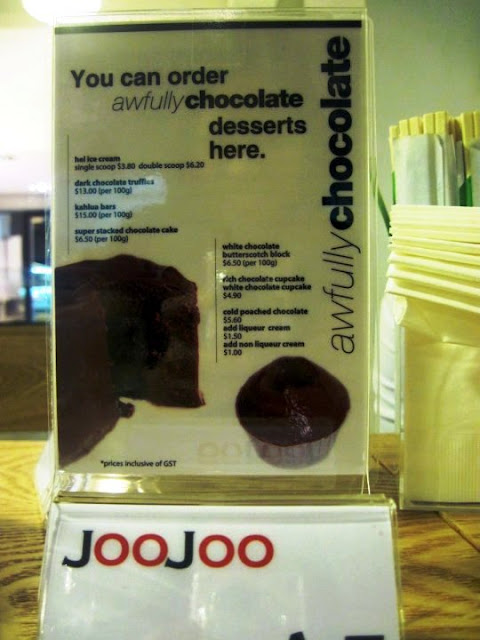 You can order
awfullychocolate
desserts
here.
awfullychocolate
hei ice cream
single scoop $3.80 double scoop $6.20
dark chocolate truffles
$13.00 (per 100g)
kahlua bars
$15.00 (per 100g)
super stacked chocolate cake
$6.50 (per 100g)
white chocolate
butterscotch block
$6.50 (per 100g)
rich chocolate cupcake
white chocolate cupcake
$4.90
cold poached chocolate
$5.60
add liqueur cream
$1.50
add non liqueur cream
$1.00
*prices inclusive of GST
JOOJOO